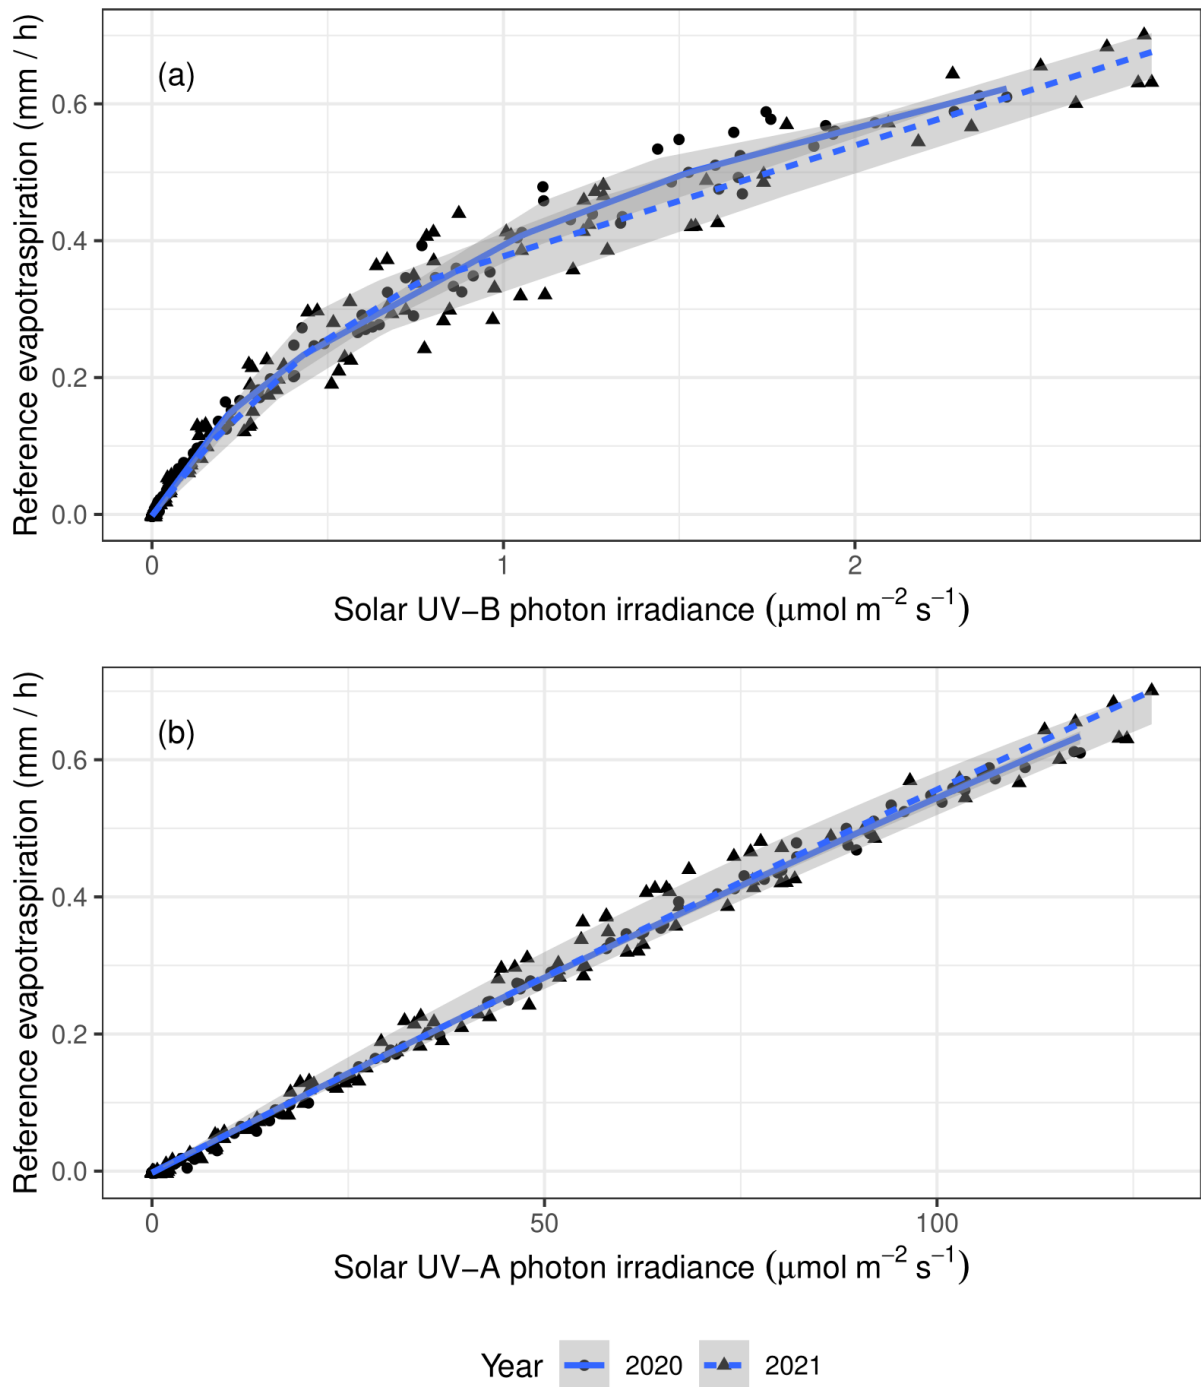 (a)
Reference evapotraspiration (mm / h)
0.6
0.4
0.2
0.0
0 1 2
Solar UV−B photon irradiance (μmol m⁻² s⁻¹)
(b)
Reference evapotraspiration (mm / h)
0.6
0.4
0.2
0.0
0 50 100
Solar UV−A photon irradiance (μmol m⁻² s⁻¹)
Year 2020 2021